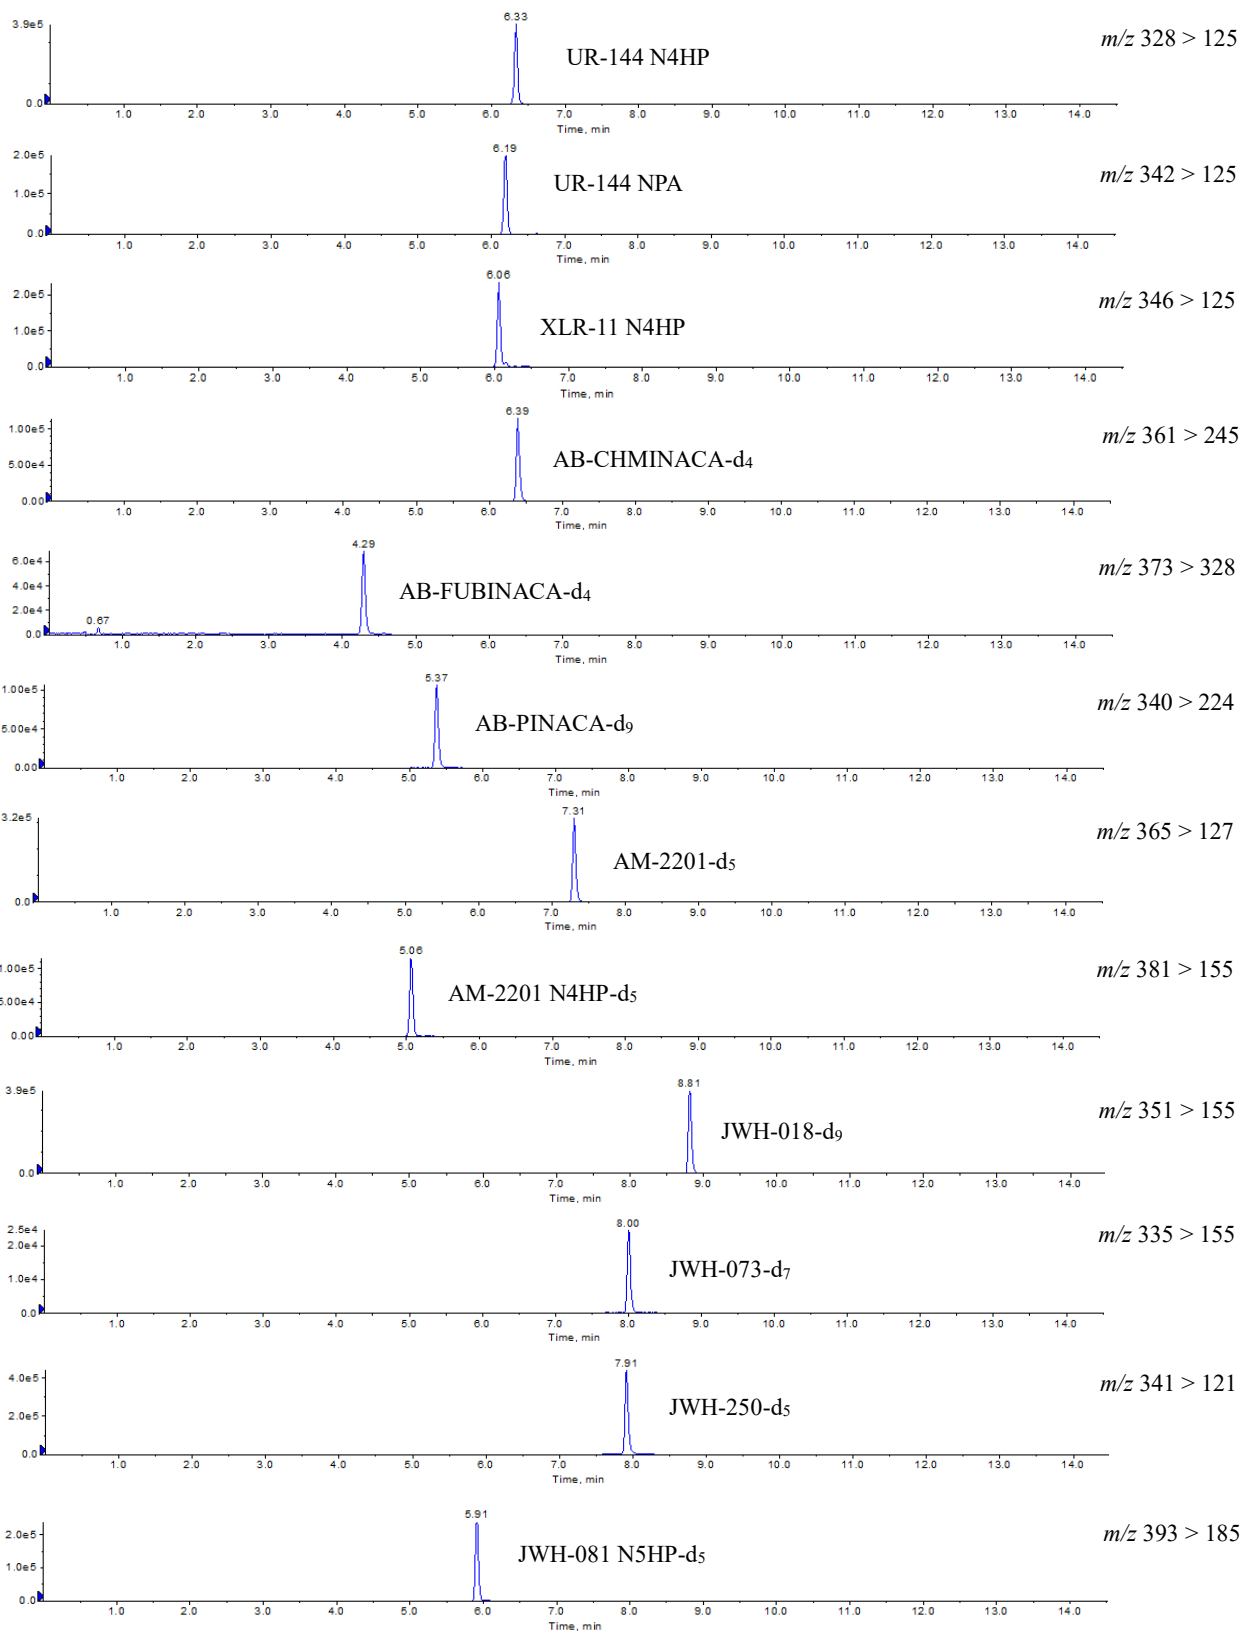 6.33
3.9e5
m/z 328 > 125
UR-144 N4HP
0.0
1.0 2.0 3.0 4.0 5.0 6.0 7.0 8.0 9.0 10.0 11.0 12.0 13.0 14.0
Time, min
6.19
2.0e5
m/z 342 > 125
UR-144 NPA
1.0e5
0.0
1.0 2.0 3.0 4.0 5.0 6.0 7.0 8.0 9.0 10.0 11.0 12.0 13.0 14.0
Time, min
6.06
2.0e5
m/z 346 > 125
XLR-11 N4HP
1.0e5
0.0
1.0 2.0 3.0 4.0 5.0 6.0 7.0 8.0 9.0 10.0 11.0 12.0 13.0 14.0
Time, min
6.39
1.00e5
m/z 361 > 245
AB-CHMINACA-d4
5.00e4
0.00
1.0 2.0 3.0 4.0 5.0 6.0 7.0 8.0 9.0 10.0 11.0 12.0 13.0 14.0
Time, min
4.29
6.0e4
m/z 373 > 328
4.0e4
AB-FUBINACA-d4
2.0e4
0.67
0.0
1.0 2.0 3.0 4.0 5.0 6.0 7.0 8.0 9.0 10.0 11.0 12.0 13.0 14.0
Time, min
5.37
1.00e5
m/z 340 > 224
AB-PINACA-d9
5.00e4
0.00
1.0 2.0 3.0 4.0 5.0 6.0 7.0 8.0 9.0 10.0 11.0 12.0 13.0 14.0
Time, min
7.31
3.2e5
m/z 365 > 127
AM-2201-d5
0.0
1.0 2.0 3.0 4.0 5.0 6.0 7.0 8.0 9.0 10.0 11.0 12.0 13.0 14.0
Time, min
5.06
1.00e5
m/z 381 > 155
AM-2201 N4HP-d5
5.00e4
0.00
1.0 2.0 3.0 4.0 5.0 6.0 7.0 8.0 9.0 10.0 11.0 12.0 13.0 14.0
Time, min
8.81
3.9e5
m/z 351 > 155
JWH-018-d9
0.0
1.0 2.0 3.0 4.0 5.0 6.0 7.0 8.0 9.0 10.0 11.0 12.0 13.0 14.0
Time, min
8.00
2.5e4
m/z 335 > 155
2.0e4
JWH-073-d7
1.0e4
0.0
1.0 2.0 3.0 4.0 5.0 6.0 7.0 8.0 9.0 10.0 11.0 12.0 13.0 14.0
Time, min
7.91
4.0e5
m/z 341 > 121
JWH-250-d5
2.0e5
0.0
1.0 2.0 3.0 4.0 5.0 6.0 7.0 8.0 9.0 10.0 11.0 12.0 13.0 14.0
Time, min
5.91
2.0e5
m/z 393 > 185
JWH-081 N5HP-d5
1.0e5
0.0
1.0 2.0 3.0 4.0 5.0 6.0 7.0 8.0 9.0 10.0 11.0 12.0 13.0 14.0
Time, min